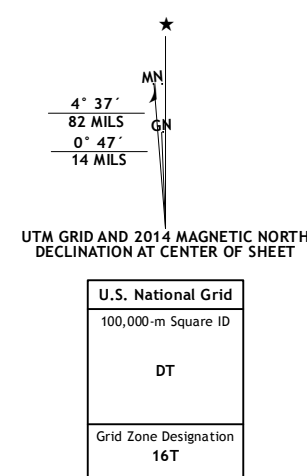 ★
MN
GN
4° 37´
82 MILS
0° 47´
14 MILS
UTM GRID AND 2014 MAGNETIC NORTH
DECLINATION AT CENTER OF SHEET
U.S. National Grid
100,000-m Square ID
DT
Grid Zone Designation
16T